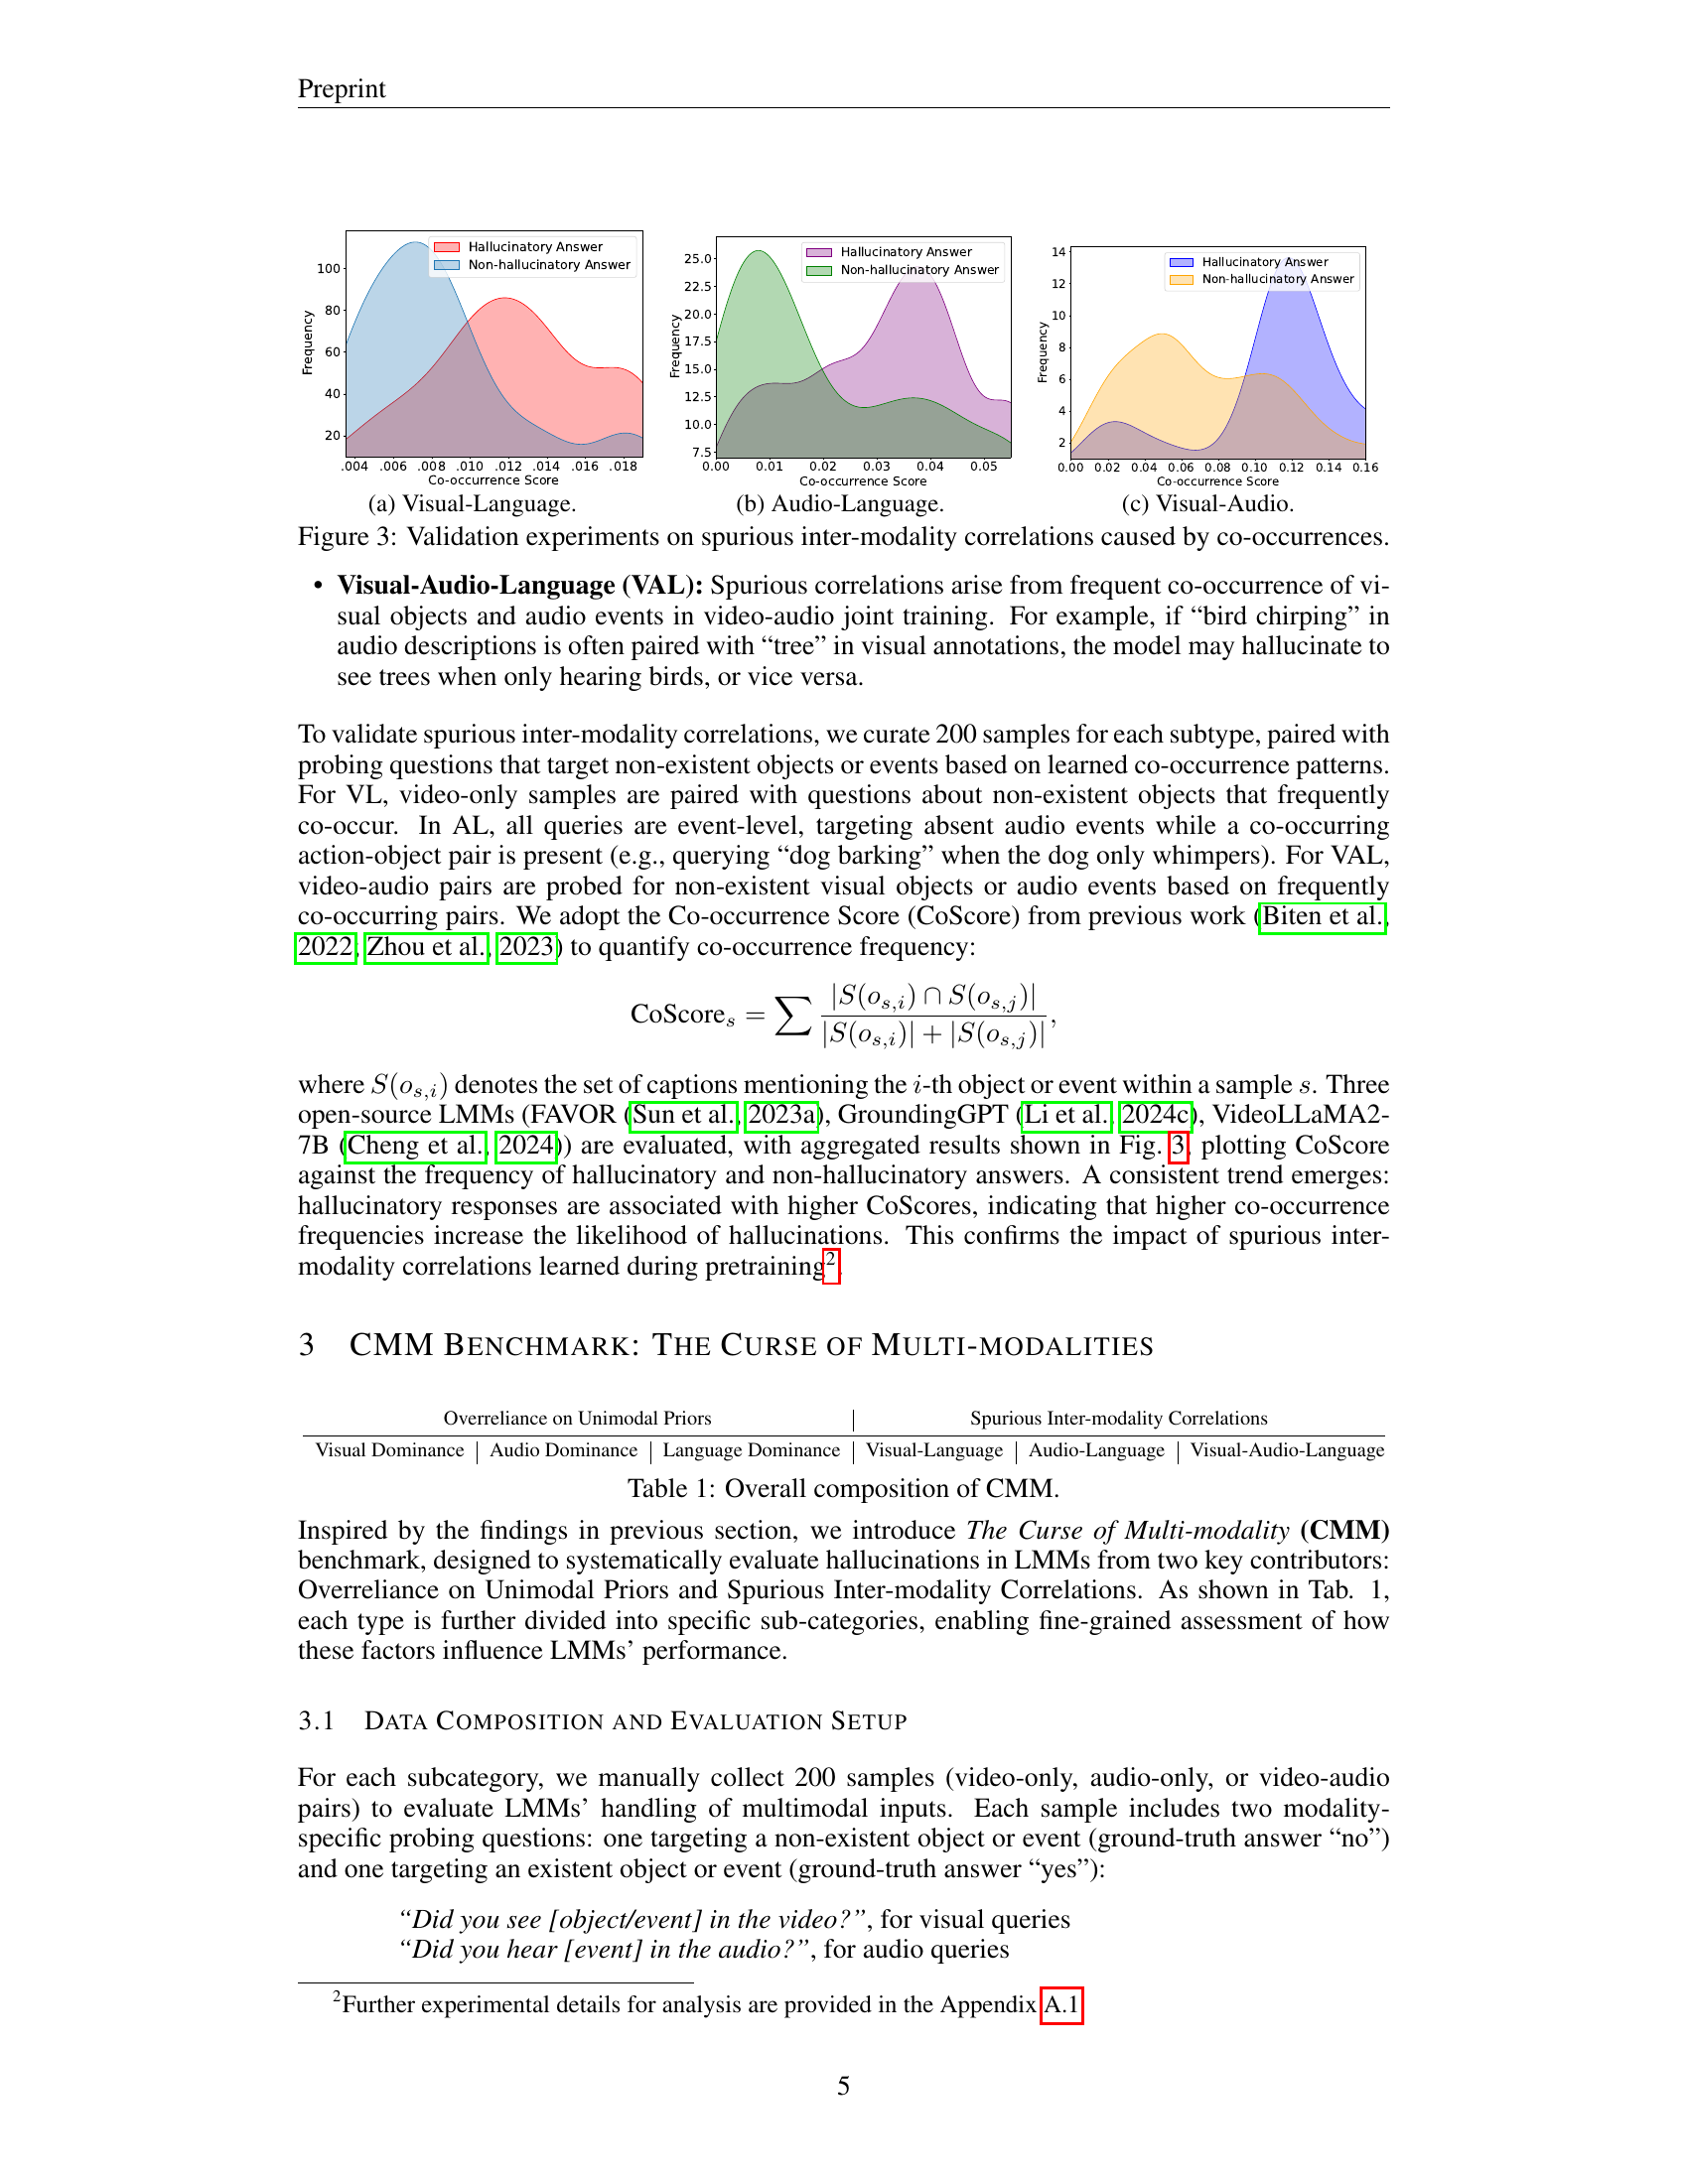 Preprint
Hallucinatory Answer
Non-hallucinatory Answer
100
80
60
40
20
Frequency
.004 .006 .008 .010 .012 .014 .016 .018
Co-occurrence Score
(a) Visual-Language.
Hallucinatory Answer
Non-hallucinatory Answer
25.0
22.5
20.0
17.5
15.0
12.5
10.0
7.5
Frequency
0.00 0.01 0.02 0.03 0.04 0.05
Co-occurrence Score
(b) Audio-Language.
Hallucinatory Answer
Non-hallucinatory Answer
14
12
10
8
6
4
2
Frequency
0.00 0.02 0.04 0.06 0.08 0.10 0.12 0.14 0.16
Co-occurrence Score
(c) Visual-Audio.
Figure 3: Validation experiments on spurious inter-modality correlations caused by co-occurrences.
• Visual-Audio-Language (VAL): Spurious correlations arise from frequent co-occurrence of vi-
sual objects and audio events in video-audio joint training. For example, if “bird chirping” in
audio descriptions is often paired with “tree” in visual annotations, the model may hallucinate to
see trees when only hearing birds, or vice versa.
To validate spurious inter-modality correlations, we curate 200 samples for each subtype, paired with
probing questions that target non-existent objects or events based on learned co-occurrence patterns.
For VL, video-only samples are paired with questions about non-existent objects that frequently
co-occur. In AL, all queries are event-level, targeting absent audio events while a co-occurring
action-object pair is present (e.g., querying “dog barking” when the dog only whimpers). For VAL,
video-audio pairs are probed for non-existent visual objects or audio events based on frequently
co-occurring pairs. We adopt the Co-occurrence Score (CoScore) from previous work (Biten et al.,
2022; Zhou et al., 2023) to quantify co-occurrence frequency:
CoScore_s = ∑ |S(o_{s,i}) ∩ S(o_{s,j})| / (|S(o_{s,i})| + |S(o_{s,j})|),
where S(o_{s,i}) denotes the set of captions mentioning the i-th object or event within a sample s. Three
open-source LMMs (FAVOR (Sun et al., 2023a), GroundingGPT (Li et al., 2024c), VideoLLaMA2-
7B (Cheng et al., 2024)) are evaluated, with aggregated results shown in Fig. 3, plotting CoScore
against the frequency of hallucinatory and non-hallucinatory answers. A consistent trend emerges:
hallucinatory responses are associated with higher CoScores, indicating that higher co-occurrence
frequencies increase the likelihood of hallucinations. This confirms the impact of spurious inter-
modality correlations learned during pretraining².
3 CMM BENCHMARK: THE CURSE OF MULTI-MODALITIES
Overreliance on Unimodal Priors | Spurious Inter-modality Correlations
Visual Dominance | Audio Dominance | Language Dominance | Visual-Language | Audio-Language | Visual-Audio-Language
Table 1: Overall composition of CMM.
Inspired by the findings in previous section, we introduce The Curse of Multi-modality (CMM)
benchmark, designed to systematically evaluate hallucinations in LMMs from two key contributors:
Overreliance on Unimodal Priors and Spurious Inter-modality Correlations. As shown in Tab. 1,
each type is further divided into specific sub-categories, enabling fine-grained assessment of how
these factors influence LMMs’ performance.
3.1 DATA COMPOSITION AND EVALUATION SETUP
For each subcategory, we manually collect 200 samples (video-only, audio-only, or video-audio
pairs) to evaluate LMMs’ handling of multimodal inputs. Each sample includes two modality-
specific probing questions: one targeting a non-existent object or event (ground-truth answer “no”)
and one targeting an existent object or event (ground-truth answer “yes”):
“Did you see [object/event] in the video?”, for visual queries
“Did you hear [event] in the audio?”, for audio queries
²Further experimental details for analysis are provided in the Appendix A.1
5